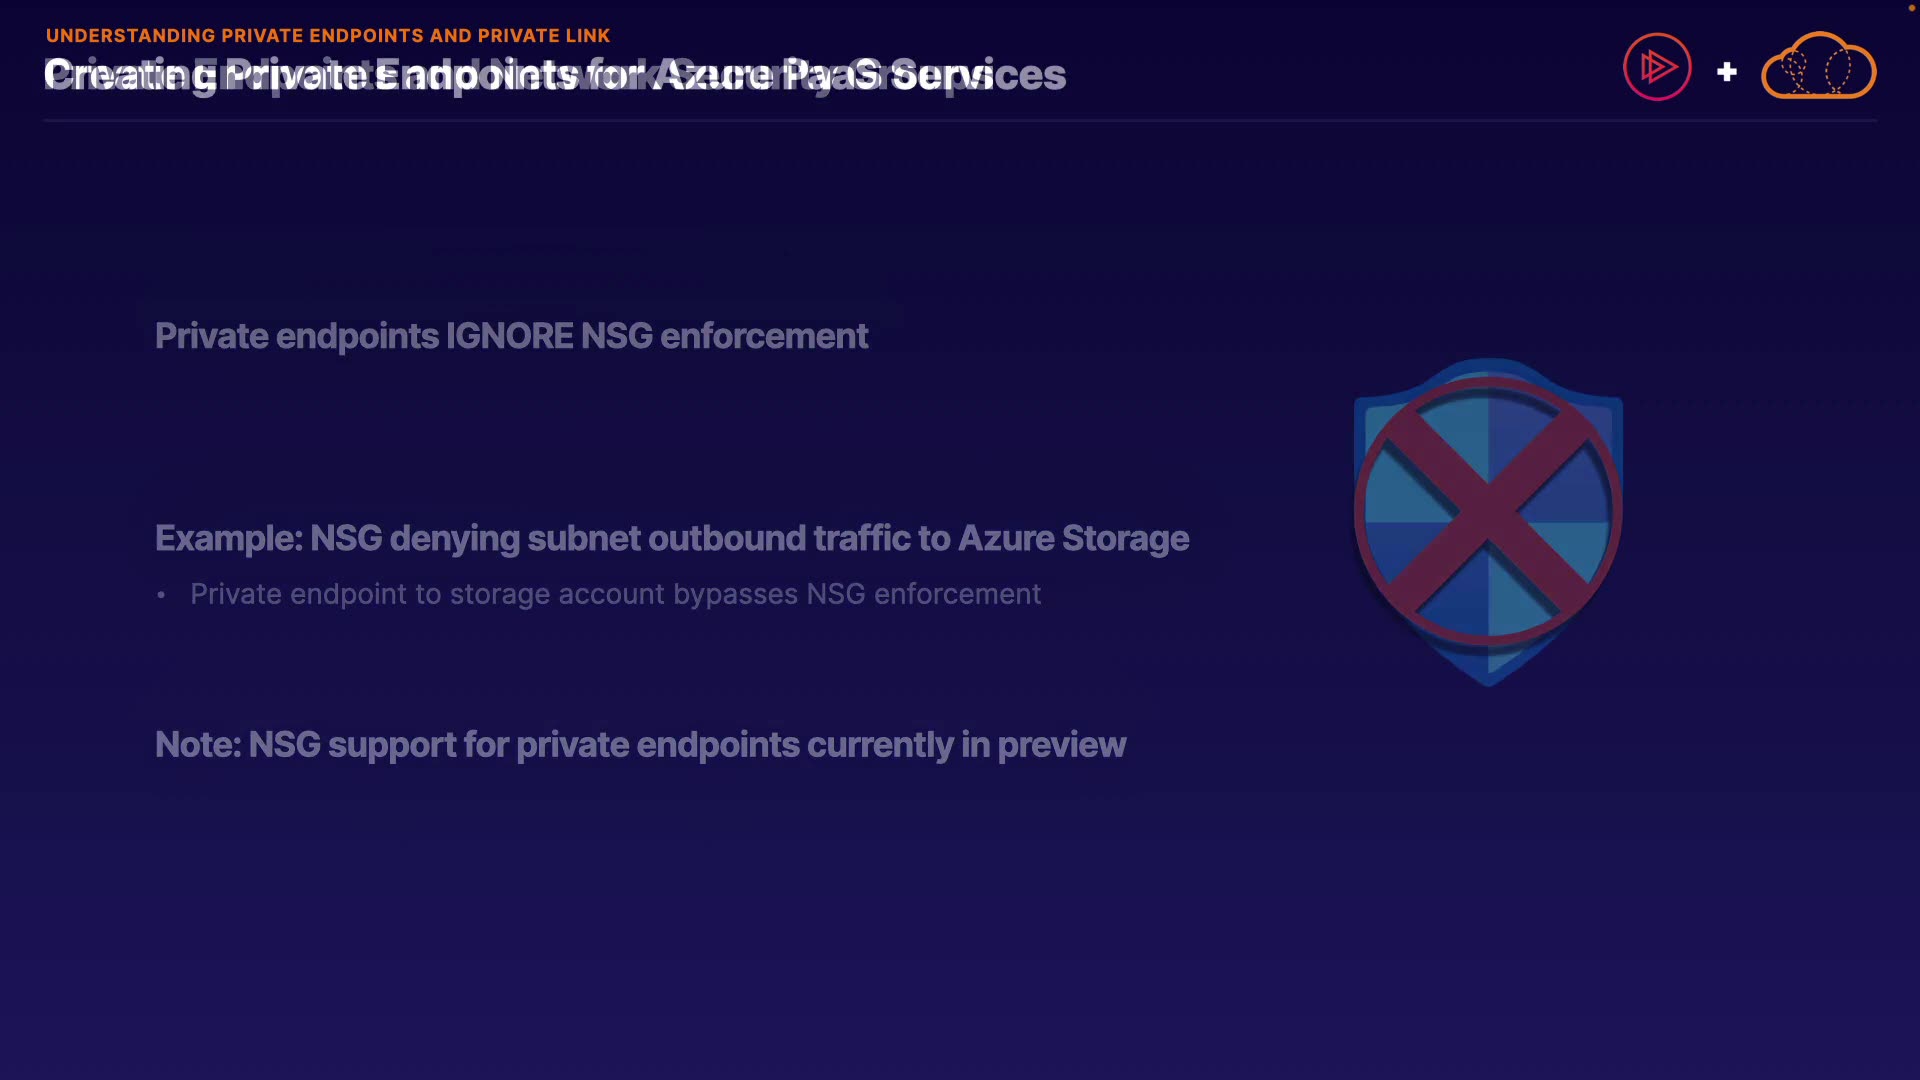 UNDERSTANDING PRIVATE ENDPOINTS AND PRIVATE LINK
Creating Private Endpoints for Azure PaaS Services
Private endpoints IGNORE NSG enforcement
Example: NSG denying subnet outbound traffic to Azure Storage
• Private endpoint to storage account bypasses NSG enforcement
Note: NSG support for private endpoints currently in preview